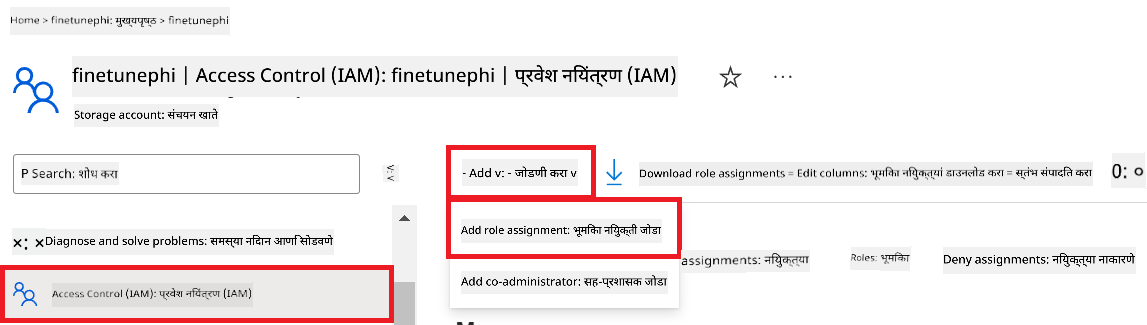 Home > finetunephi: मुख्यपृष्ठ > finetunephi
finetunephi | Access Control (IAM): finetunephi | प्रवेश नियंत्रण (IAM)
Storage account: संचयन खाते
P Search: शोध करा
- Add v: - जोडणी करा v
Download role assignments = Edit columns: भूमिका नियुक्त्या डाउनलोड करा = स्तंभ संपादित करा
Add role assignment: भूमिका नियुक्ती जोडा
×: ×Diagnose and solve problems: समस्या निदान आणि सोडवणे
assignments: नियुक्त्या
Roles: भूमिका
Deny assignments: नियुक्त्या नाकारणे
Add co-administrator: सह-प्रशासक जोडा
Access Control (IAM): प्रवेश नियंत्रण (IAM)